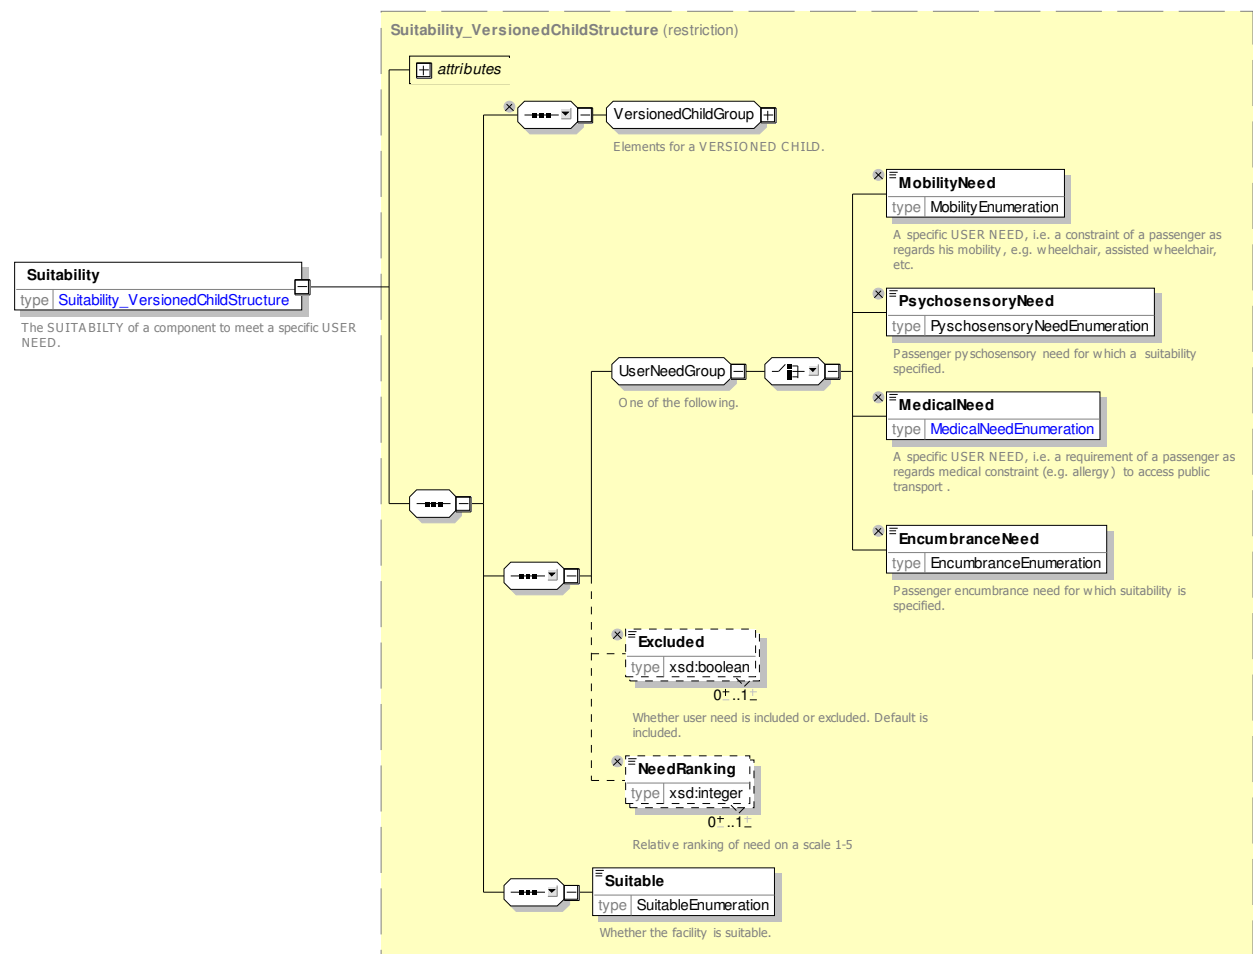 Suitability_VersionedChildStructure (restriction)
attributes
VersionedChildGroup
Elements for a VERSIONED CHILD.
MobilityNeed
type MobilityEnumeration
A specific USER NEED, i.e. a constraint of a passenger as
regards his mobility, e.g. wheelchair, assisted wheelchair,
etc.
Suitability
type Suitability_VersionedChildStructure
The SUITABILTY of a component to meet a specific USER
NEED.
PsychosensoryNeed
type PyschosensoryNeedEnumeration
Passenger pyschosensory need for which a suitability
specified.
UserNeedGroup
One of the following.
MedicalNeed
type MedicalNeedEnumeration
A specific USER NEED, i.e. a requirement of a passenger as
regards medical constraint (e.g. allergy) to access public
transport .
EncumbranceNeed
type EncumbranceEnumeration
Passenger encumbrance need for which suitability is
specified.
Excluded
type xsd:boolean
0..1
Whether user need is included or excluded. Default is
included.
NeedRanking
type xsd:integer
0..1
Relative ranking of need on a scale 1-5
Suitable
type SuitableEnumeration
Whether the facility is suitable.